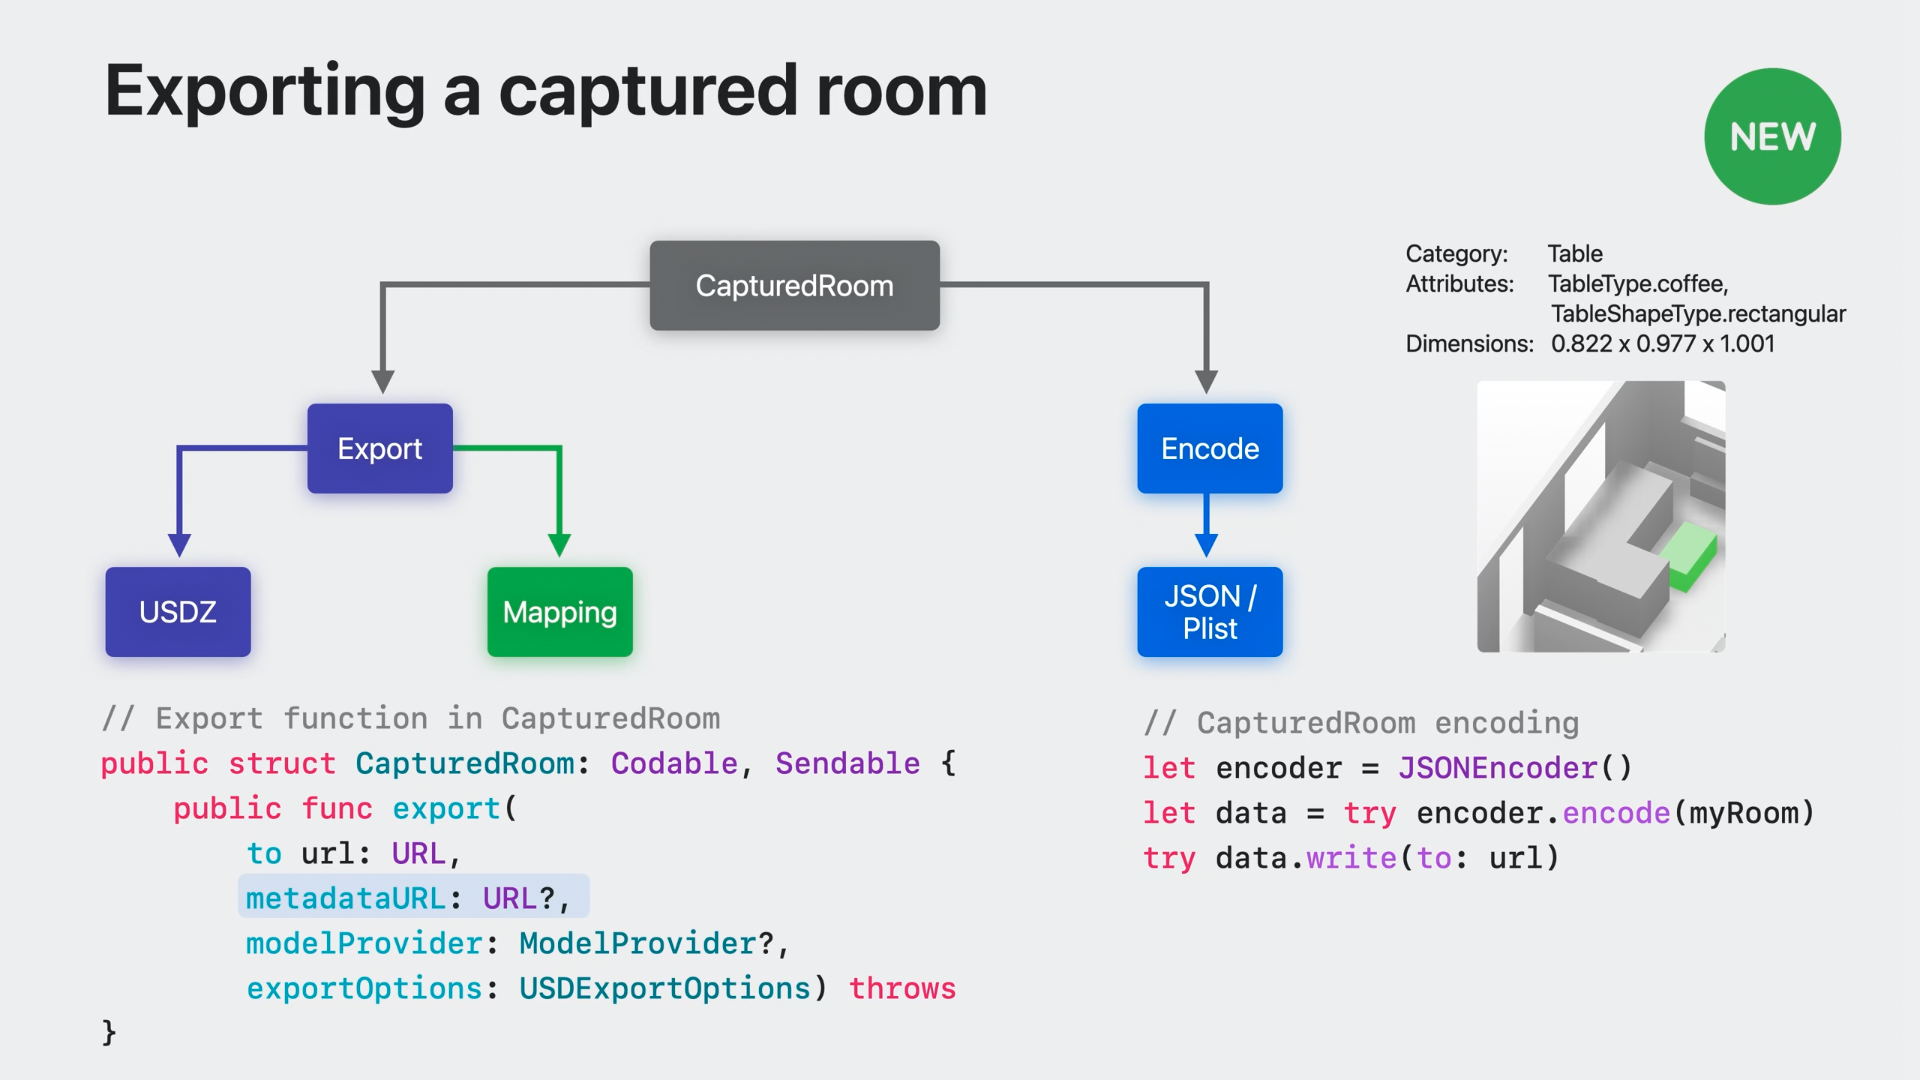 Exporting a captured room
NEW
CapturedRoom
Category: Table
Attributes: TableType.coffee,
TableShapeType.rectangular
Dimensions: 0.822 x 0.977 x 1.001
Export
Encode
USDZ
Mapping
JSON /
Plist
// Export function in CapturedRoom
public struct CapturedRoom: Codable, Sendable {
public func export(
to url: URL,
metadataURL: URL?,
modelProvider: ModelProvider?,
exportOptions: USDExportOptions) throws
}
// CapturedRoom encoding
let encoder = JSONEncoder()
let data = try encoder.encode(myRoom)
try data.write(to: url)